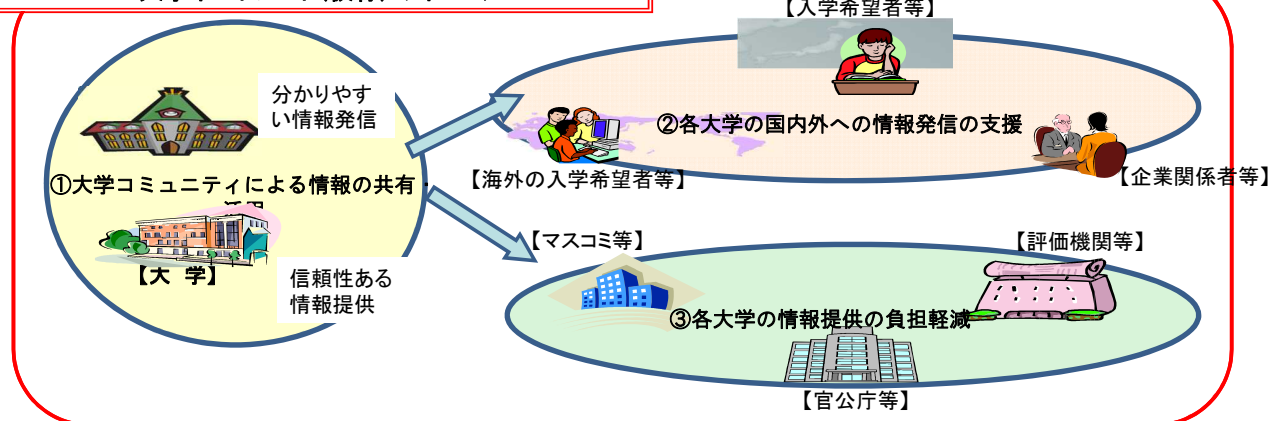 【入学希望者等】
分かりやす
い情報発信
②各大学の国内外への情報発信の支援
①大学コミュニティによる情報の共有・
【海外の入学希望者等】
【企業関係者等】
【大 学】
信頼性ある
情報提供
【マスコミ等】
【評価機関等】
③各大学の情報提供の負担軽減
【官公庁等】